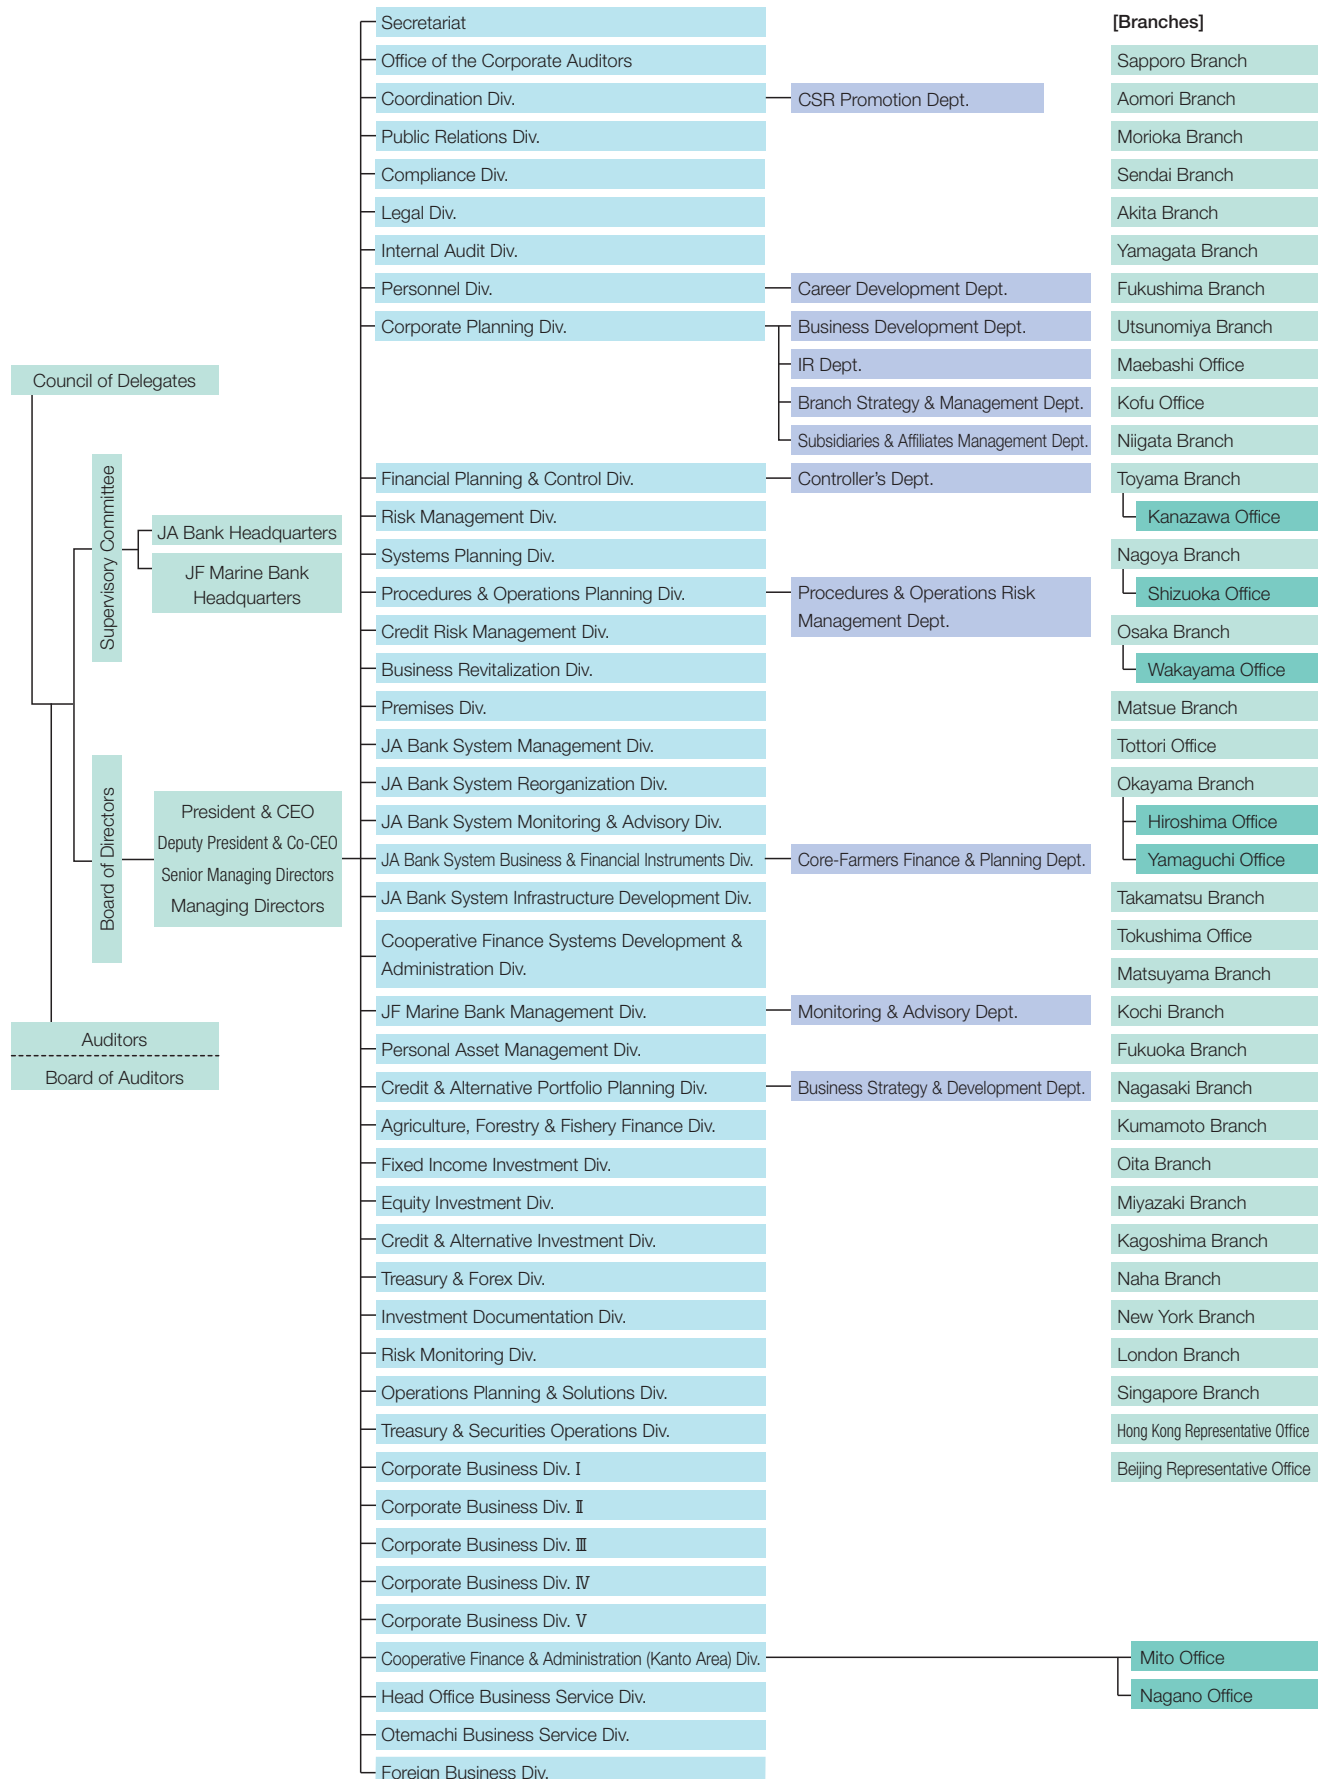 Council of Delegates
Supervisory Committee
JA Bank Headquarters
JF Marine Bank
Headquarters
Board of Directors
President & CEO
Deputy President & Co-CEO
Senior Managing Directors
Managing Directors
Auditors
Board of Auditors
Secretariat
Office of the Corporate Auditors
Coordination Div.
Public Relations Div.
Compliance Div.
Legal Div.
Internal Audit Div.
Personnel Div.
Corporate Planning Div.
Financial Planning & Control Div.
Risk Management Div.
Systems Planning Div.
Procedures & Operations Planning Div.
Credit Risk Management Div.
Business Revitalization Div.
Premises Div.
JA Bank System Management Div.
JA Bank System Reorganization Div.
JA Bank System Monitoring & Advisory Div.
JA Bank System Business & Financial Instruments Div.
JA Bank System Infrastructure Development Div.
Cooperative Finance Systems Development &
Administration Div.
JF Marine Bank Management Div.
Personal Asset Management Div.
Credit & Alternative Portfolio Planning Div.
Agriculture, Forestry & Fishery Finance Div.
Fixed Income Investment Div.
Equity Investment Div.
Credit & Alternative Investment Div.
Treasury & Forex Div.
Investment Documentation Div.
Risk Monitoring Div.
Operations Planning & Solutions Div.
Treasury & Securities Operations Div.
Corporate Business Div. Ⅰ
Corporate Business Div. Ⅱ
Corporate Business Div. Ⅲ
Corporate Business Div. Ⅳ
Corporate Business Div. Ⅴ
Cooperative Finance & Administration (Kanto Area) Div.
Head Office Business Service Div.
Otemachi Business Service Div.
Foreign Business Div.
CSR Promotion Dept.
Career Development Dept.
Business Development Dept.
IR Dept.
Branch Strategy & Management Dept.
Subsidiaries & Affiliates Management Dept.
Controller's Dept.
Procedures & Operations Risk
Management Dept.
Core-Farmers Finance & Planning Dept.
Monitoring & Advisory Dept.
Business Strategy & Development Dept.
[Branches]
Sapporo Branch
Aomori Branch
Morioka Branch
Sendai Branch
Akita Branch
Yamagata Branch
Fukushima Branch
Utsunomiya Branch
Maebashi Office
Kofu Office
Niigata Branch
Toyama Branch
Kanazawa Office
Nagoya Branch
Shizuoka Office
Osaka Branch
Wakayama Office
Matsue Branch
Tottori Office
Okayama Branch
Hiroshima Office
Yamaguchi Office
Takamatsu Branch
Tokushima Office
Matsuyama Branch
Kochi Branch
Fukuoka Branch
Nagasaki Branch
Kumamoto Branch
Oita Branch
Miyazaki Branch
Kagoshima Branch
Naha Branch
New York Branch
London Branch
Singapore Branch
Hong Kong Representative Office
Beijing Representative Office
Mito Office
Nagano Office